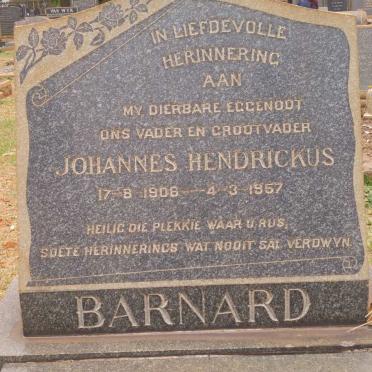 IN LIEFDEVOLLE
HERINNERING
AAN
MY DIERBARE EGGENOOT
ONS VADER EN GROOTVADER
JOHANNES HENDRICKUS
17-8-1906 — 4-3-1957
HEILIG DIE PLEKKIE WAAR U RUS,
SOETE HERINNERINGS WAT NOOIT SAL VERDWYN
BARNARD